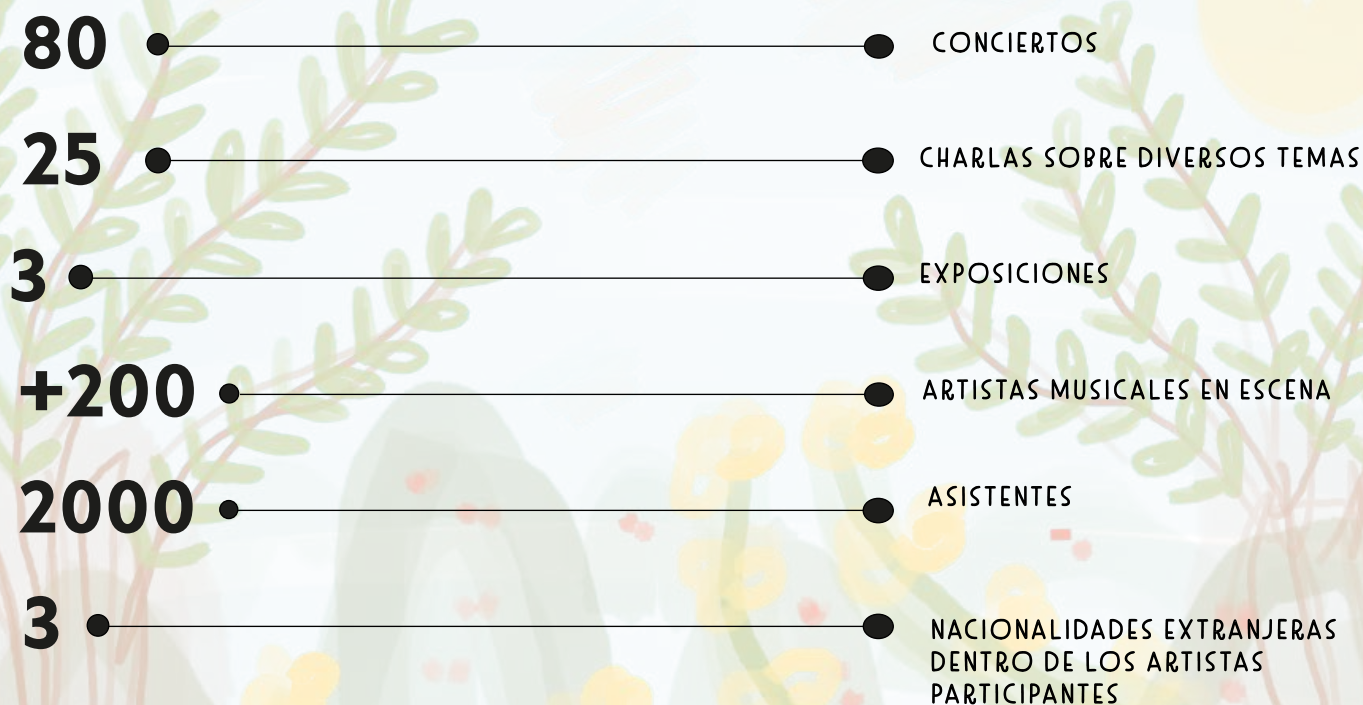 80 CONCIERTOS
25 CHARLAS SOBRE DIVERSOS TEMAS
3 EXPOSICIONES
+200 ARTISTAS MUSICALES EN ESCENA
2000 ASISTENTES
3 NACIONALIDADES EXTRANJERAS
DENTRO DE LOS ARTISTAS
PARTICIPANTES